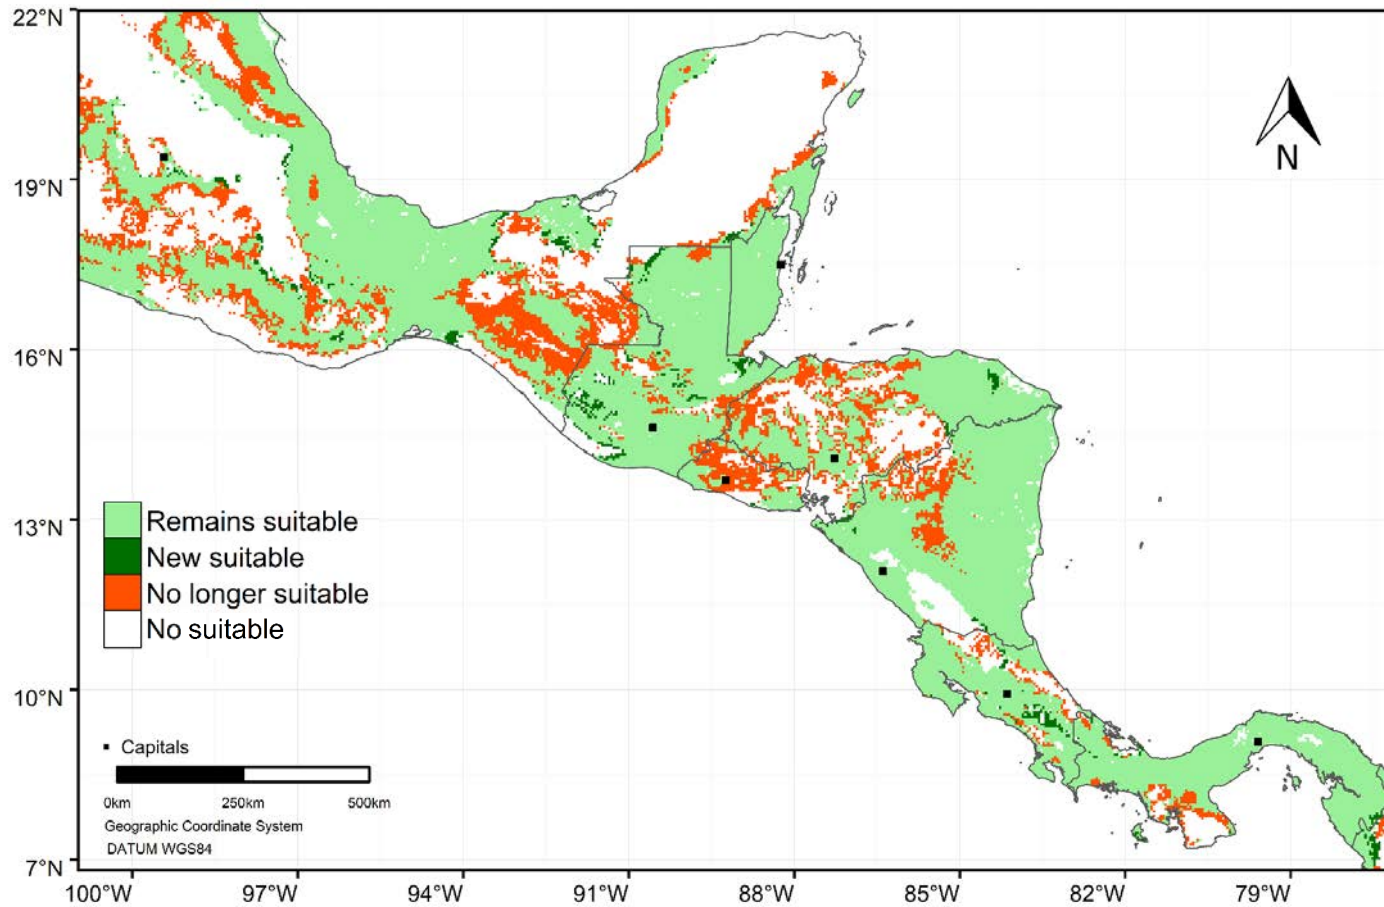 22°N
19°N
16°N
13°N
10°N
7°N
N
Remains suitable
New suitable
No longer suitable
No suitable
Capitals
0km 250km 500km
Geographic Coordinate System
DATUM WGS84
100°W 97°W 94°W 91°W 88°W 85°W 82°W 79°W